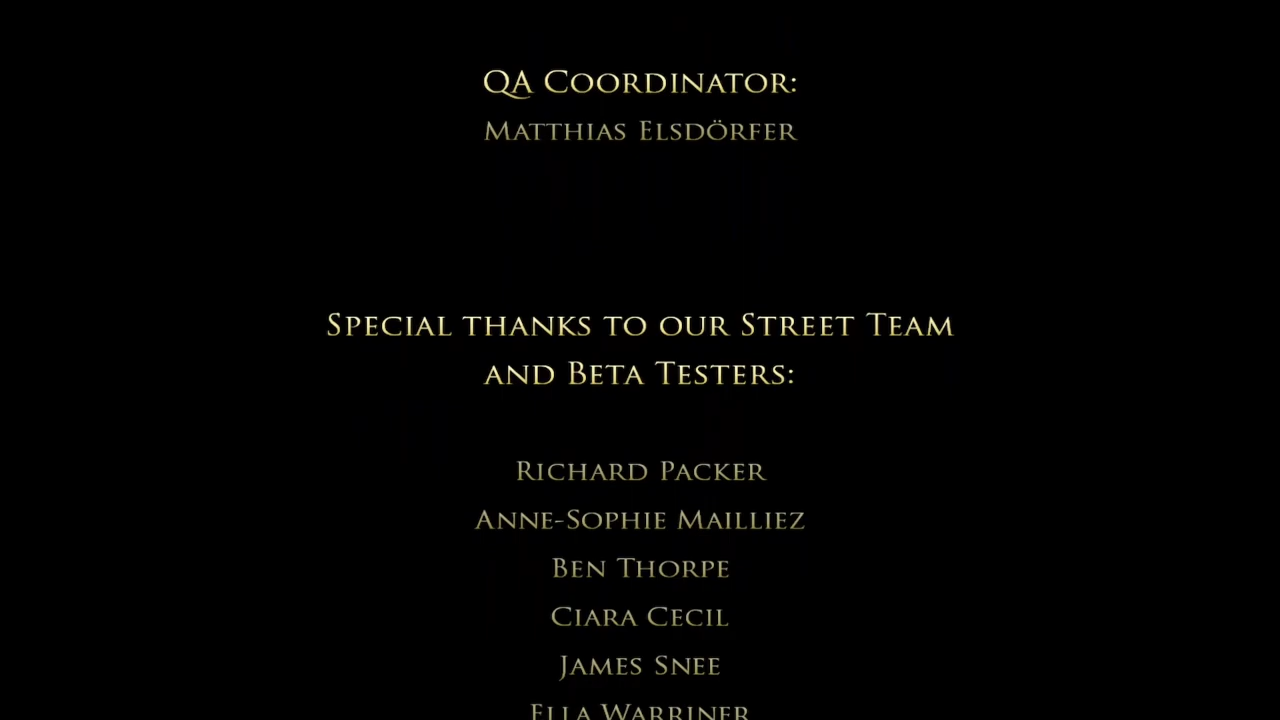 QA Coordinator:
Matthias Elsdörfer
Special thanks to our Street Team
and Beta Testers:
Richard Packer
Anne-Sophie Mailliez
Ben Thorpe
Ciara Cecil
James Snee
Ella Warriner